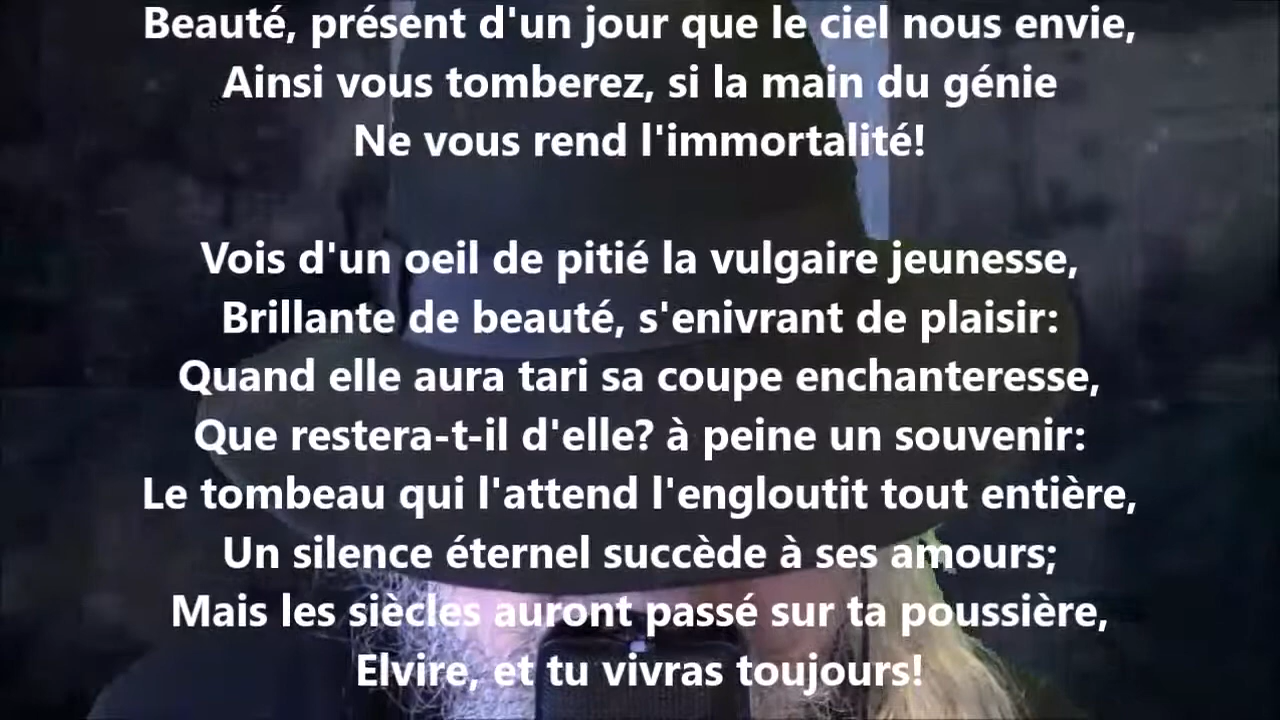 Beauté, présent d'un jour que le ciel nous envie,
Ainsi vous tomberez, si la main du génie
Ne vous rend l'immortalité!
Vois d'un oeil de pitié la vulgaire jeunesse,
Brillante de beauté, s'enivrant de plaisir:
Quand elle aura tari sa coupe enchanteresse,
Que restera-t-il d'elle? à peine un souvenir:
Le tombeau qui l'attend l'engloutit tout entière,
Un silence éternel succède à ses amours;
Mais les siècles auront passé sur ta poussière,
Elvire, et tu vivras toujours!